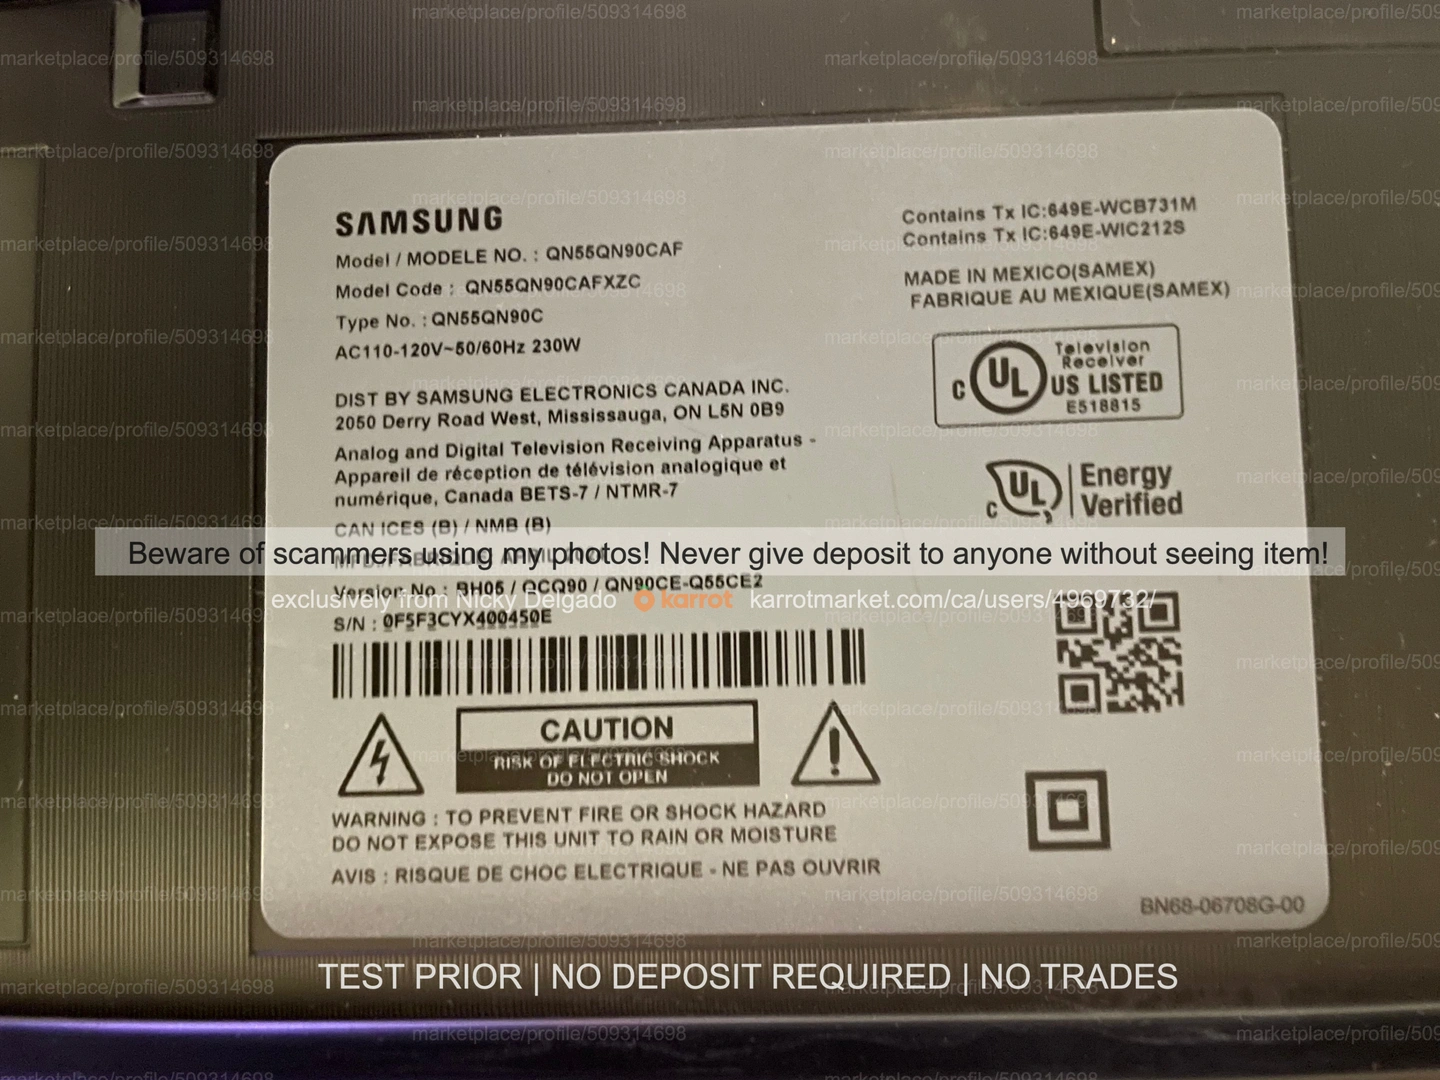 SAMSUNG
Model / MODELE NO. : QN55QN90CAF
Model Code : QN55QN90CAFXZC
Type No. : QN55QN90C
AC110-120V~50/60Hz 230W
DIST BY SAMSUNG ELECTRONICS CANADA INC.
2050 Derry Road West, Mississauga, ON L5N 0B9
Analog and Digital Television Receiving Apparatus -
Appareil de réception de télévision analogique et
numérique, Canada BETS-7 / NTMR-7
CAN ICES (B) / NMB (B)
Version No : BH05 / QCQ90 / QN90CE-Q55CE2
S/N : 0F5F3CYX400450E
CAUTION
RISK OF ELECTRIC SHOCK
DO NOT OPEN
WARNING : TO PREVENT FIRE OR SHOCK HAZARD
DO NOT EXPOSE THIS UNIT TO RAIN OR MOISTURE
AVIS : RISQUE DE CHOC ELECTRIQUE - NE PAS OUVRIR
Contains Tx IC:649E-WCB731M
Contains Tx IC:649E-WIC212S
MADE IN MEXICO(SAMEX)
FABRIQUE AU MEXIQUE(SAMEX)
Television
Receiver
C UL US LISTED
E518815
C UL Energy
Verified
BN68-06708G-00
Beware of scammers using my photos! Never give deposit to anyone without seeing item!
exclusively from Nicky Delgado karrot karrotmarket.com/ca/users/4969732/
TEST PRIOR | NO DEPOSIT REQUIRED | NO TRADES
marketplace/profile/509314698